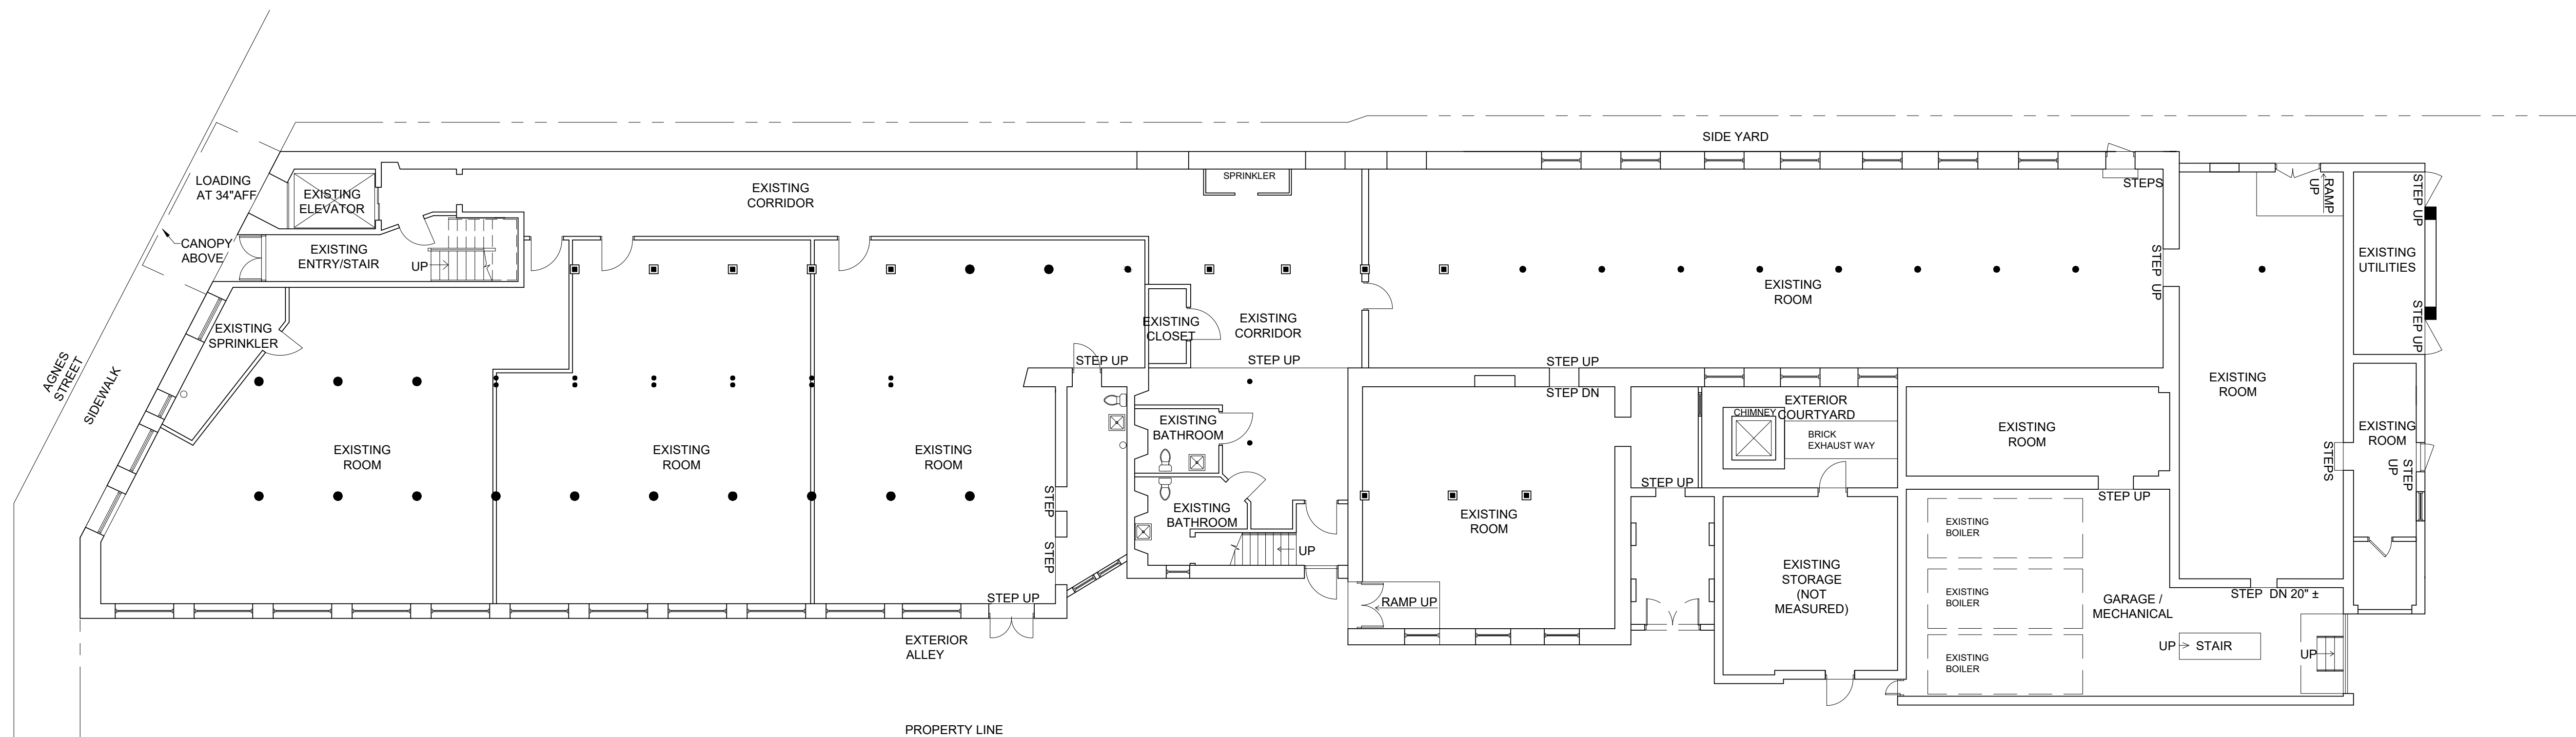 SIDE YARD
LOADING
AT 34"AFF
EXISTING
ELEVATOR
EXISTING
CORRIDOR
SPRINKLER
STEPS
RAMP
UP
STEP UP
CANOPY
ABOVE
EXISTING
ENTRY/STAIR
UP
EXISTING
UTILITIES
STEP UP
EXISTING
ROOM
STEP UP
EXISTING
SPRINKLER
EXISTING
CLOSET
EXISTING
CORRIDOR
STEP UP
AGNES
STREET
SIDEWALK
STEP UP
STEP UP
STEP UP
STEP DN
EXISTING
ROOM
CHIMNEY
EXTERIOR
COURTYARD
BRICK
EXHAUST WAY
EXISTING
BATHROOM
EXISTING
ROOM
EXISTING
ROOM
EXISTING
ROOM
EXISTING
ROOM
EXISTING
ROOM
EXISTING
ROOM
STEPS
STEP
UP
STEP UP
STEP UP
STEP
STEP
EXISTING
BATHROOM
EXISTING
BOILER
UP
EXISTING
STORAGE
(NOT
MEASURED)
EXISTING
BOILER
GARAGE /
MECHANICAL
STEP DN 20" ±
STEP UP
RAMP UP
EXTERIOR
ALLEY
EXISTING
BOILER
UP
STAIR
UP
PROPERTY LINE